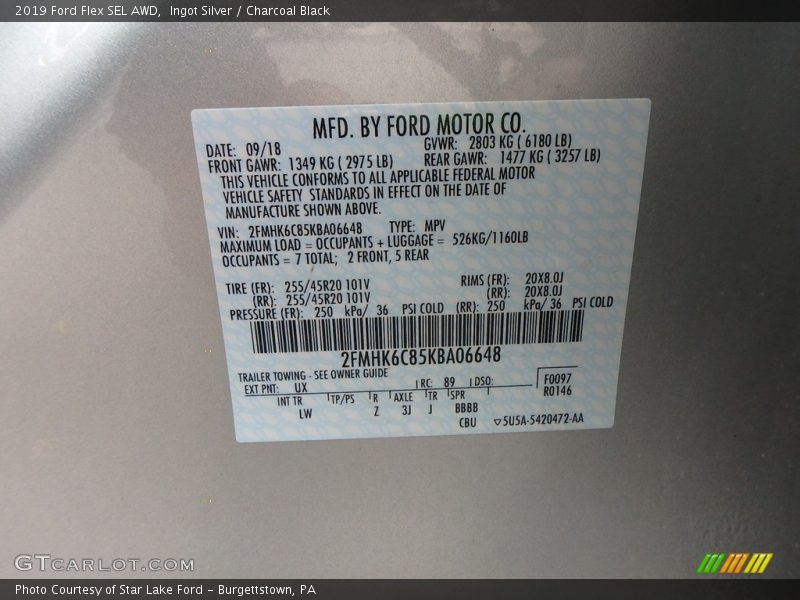 2019 Ford Flex SEL AWD,  Ingot Silver / Charcoal Black
MFD. BY FORD MOTOR CO.
DATE: 09/18 GVWR: 2803 KG ( 6180 LB)
FRONT GAWR: 1349 KG ( 2975 LB) REAR GAWR: 1477 KG ( 3257 LB)
THIS VEHICLE CONFORMS TO ALL APPLICABLE FEDERAL MOTOR
VEHICLE SAFETY STANDARDS IN EFFECT ON THE DATE OF
MANUFACTURE SHOWN ABOVE.
VIN: 2FMHK6C85KBA06648 TYPE: MPV
MAXIMUM LOAD = OCCUPANTS + LUGGAGE = 526KG/1160LB
OCCUPANTS = 7 TOTAL; 2 FRONT, 5 REAR
TIRE (FR): 255/45R20 101V RIMS (FR): 20X8.0J
(RR): 255/45R20 101V (RR): 20X8.0J
PRESSURE (FR): 250 kPa/ 36 PSI COLD (RR): 250 kPa/ 36 PSI COLD
2FMHK6C85KBA06648
TRAILER TOWING - SEE OWNER GUIDE
EXT PNT: UX RC: 89 DSO: F0097
INT TR TP/PS R AXLE TR SPR R0146
LW Z 3J J BBBB
CBU ▽5U5A-5420472-AA
GTCARLOT.COM
Photo Courtesy of Star Lake Ford - Burgettstown, PA